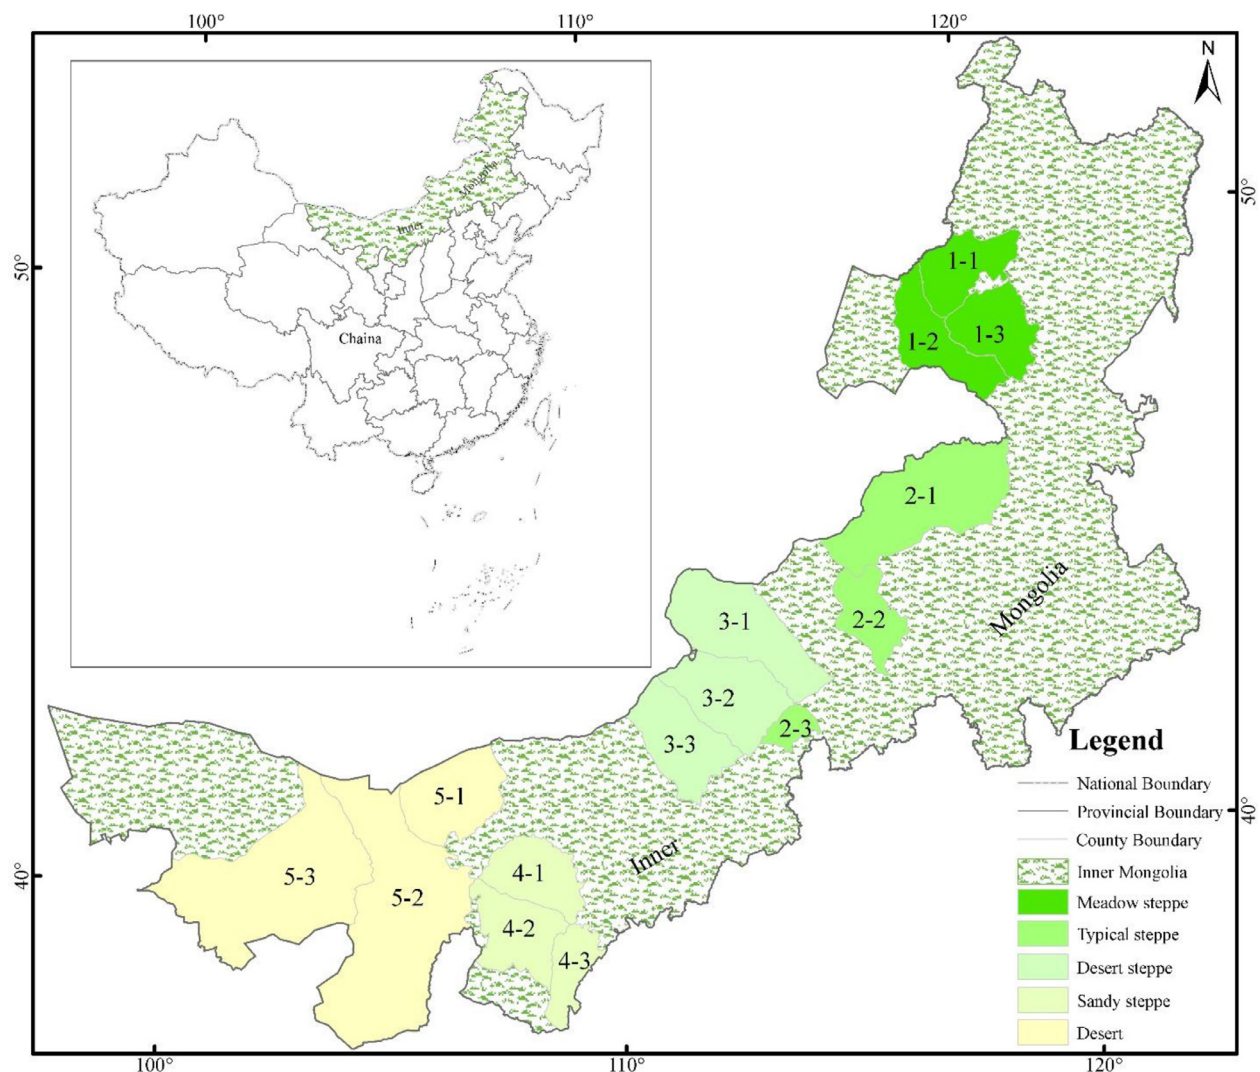 100°
110°
120°
N
50°
50°
Mongolia
Inner
Chaina
1-1
1-2
1-3
2-1
2-2
Mongolia
3-1
3-2
2-3
3-3
Legend
National Boundary
Provincial Boundary
County Boundary
Inner Mongolia
Meadow steppe
Typical steppe
Desert steppe
Sandy steppe
Desert
5-1
40°
Inner
40°
5-3
4-1
5-2
4-2
4-3
100°
110°
120°